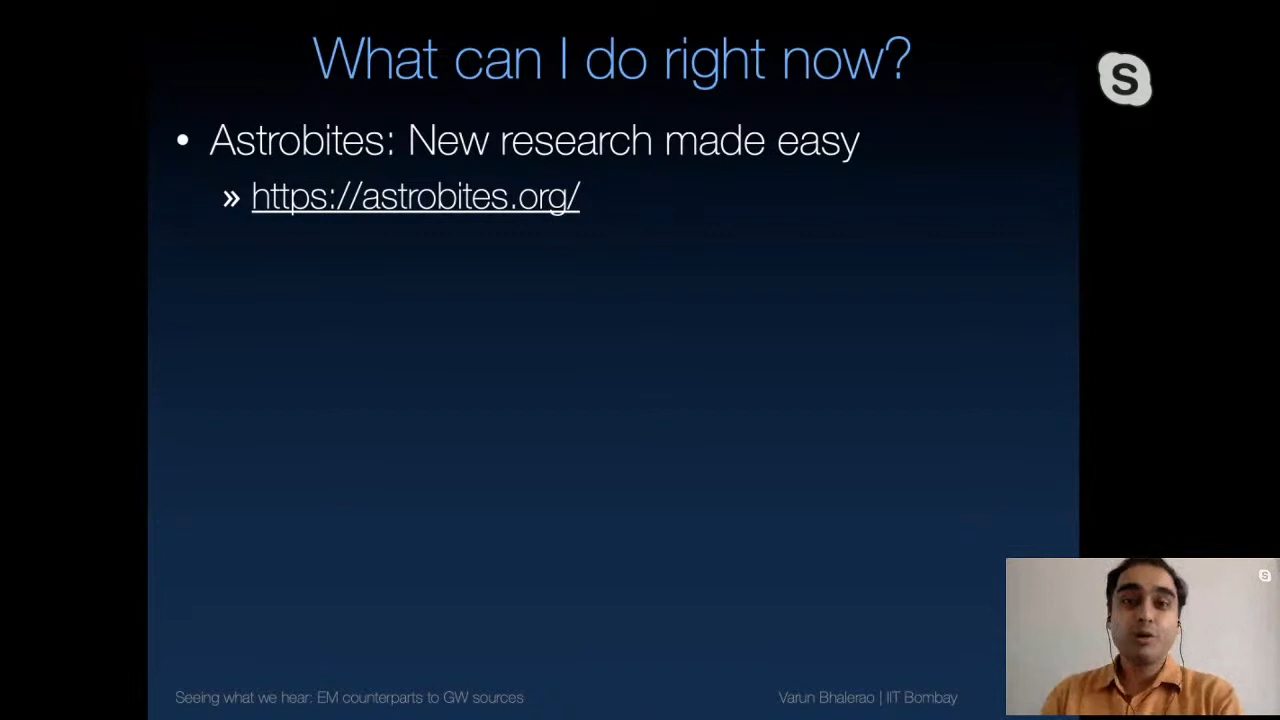 What can I do right now?
• Astrobites: New research made easy
» https://astrobites.org/
Seeing what we hear: EM counterparts to GW sources
Varun Bhalerao | IIT Bombay